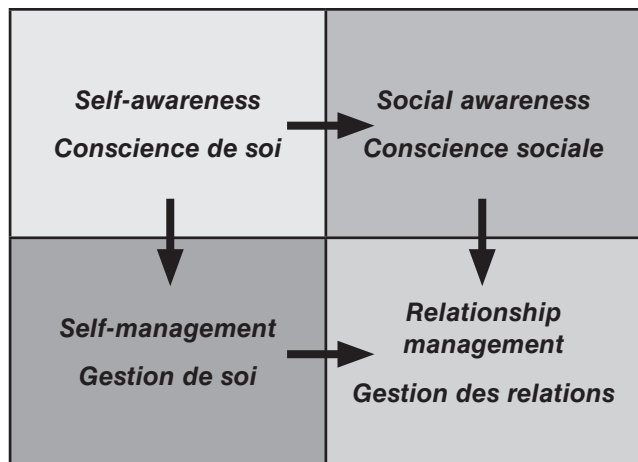 Self-awareness
Conscience de soi
Social awareness
Conscience sociale
Self-management
Gestion de soi
Relationship
management
Gestion des relations